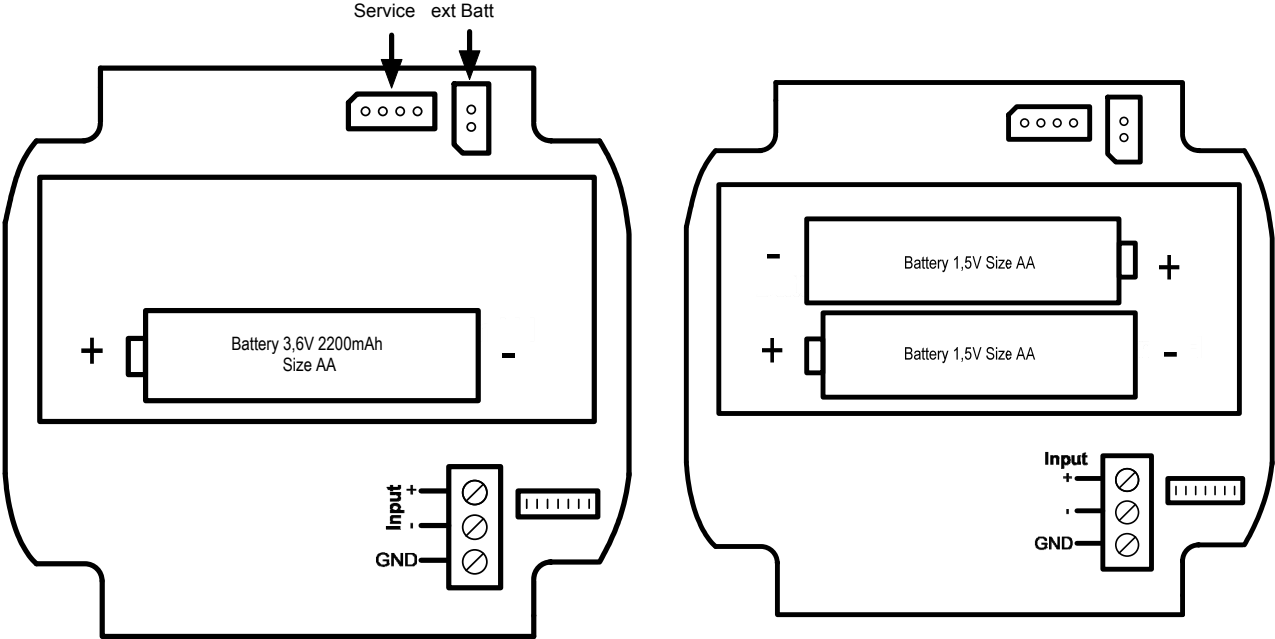 Service ext Batt
+ Battery 3,6V 2200mAh -
Size AA
Input +
-
GND
- Battery 1,5V Size AA +
+ Battery 1,5V Size AA -
Input
+
-
GND